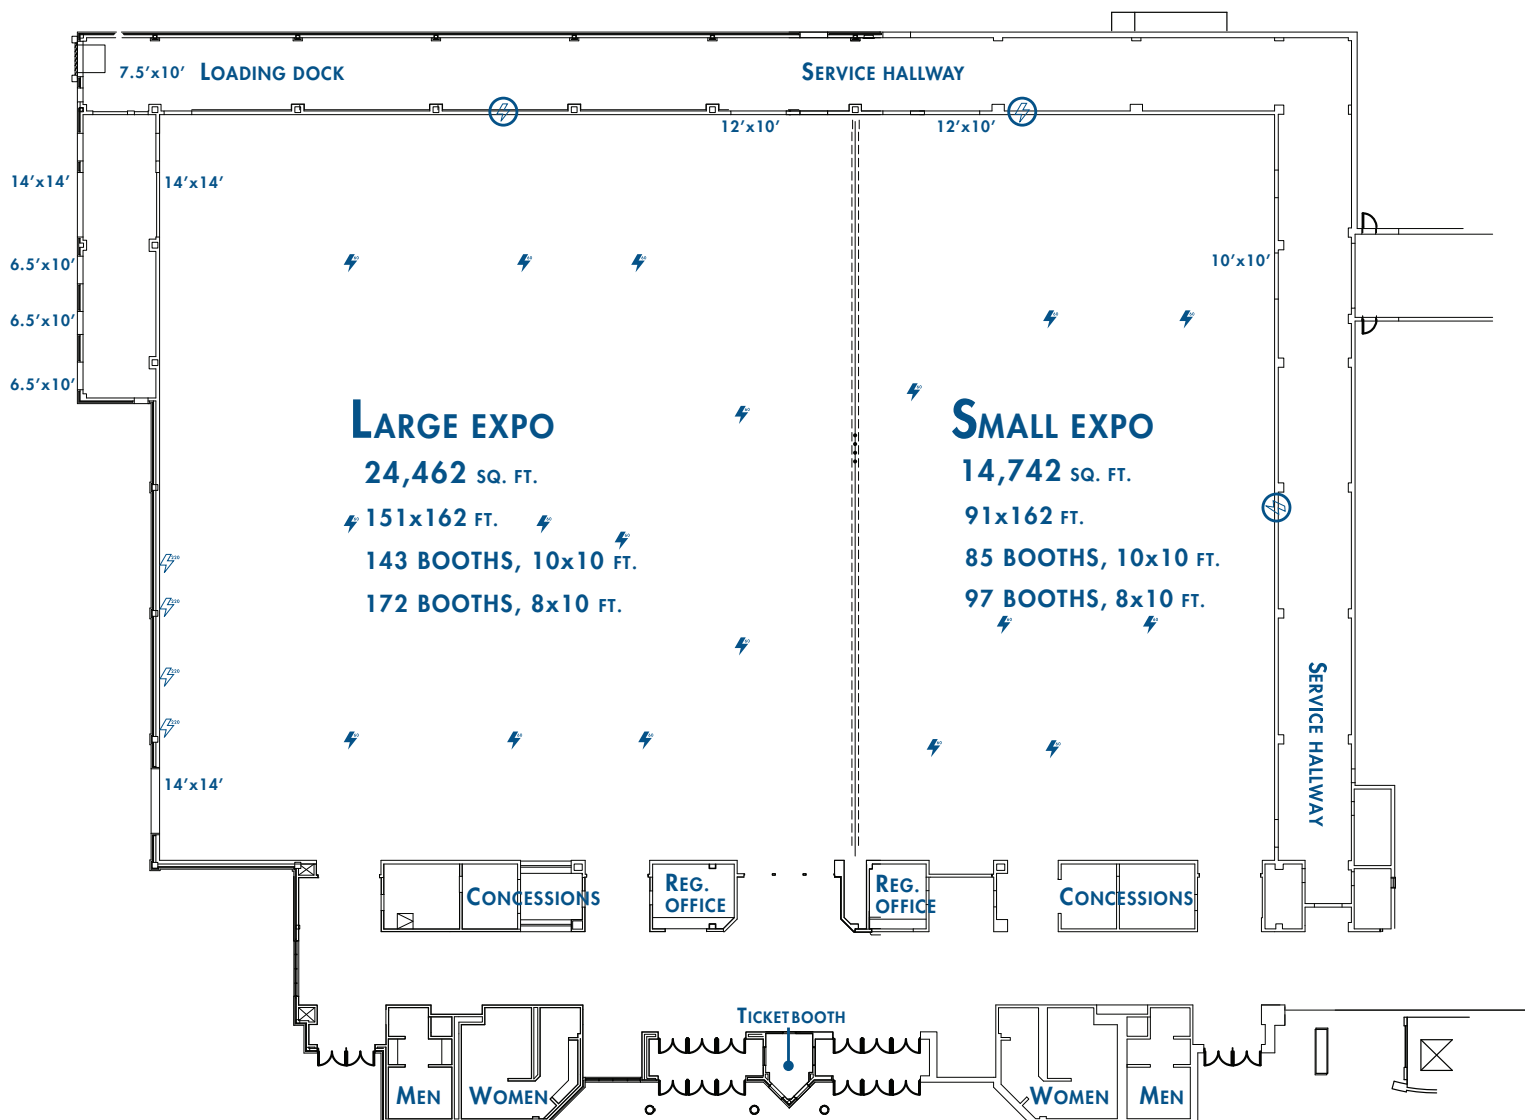 7.5'x10' LOADING DOCK
SERVICE HALLWAY
12'x10'
12'x10'
14'x14'
14'x14'
6.5'x10'
10'x10'
6.5'x10'
6.5'x10'
LARGE EXPO
24,462 SQ. FT.
151x162 FT.
143 BOOTHS, 10x10 FT.
172 BOOTHS, 8x10 FT.
SMALL EXPO
14,742 SQ. FT.
91x162 FT.
85 BOOTHS, 10x10 FT.
97 BOOTHS, 8x10 FT.
SERVICE HALLWAY
14'x14'
CONCESSIONS
REG.
OFFICE
REG.
OFFICE
CONCESSIONS
TICKET BOOTH
MEN
WOMEN
WOMEN
MEN